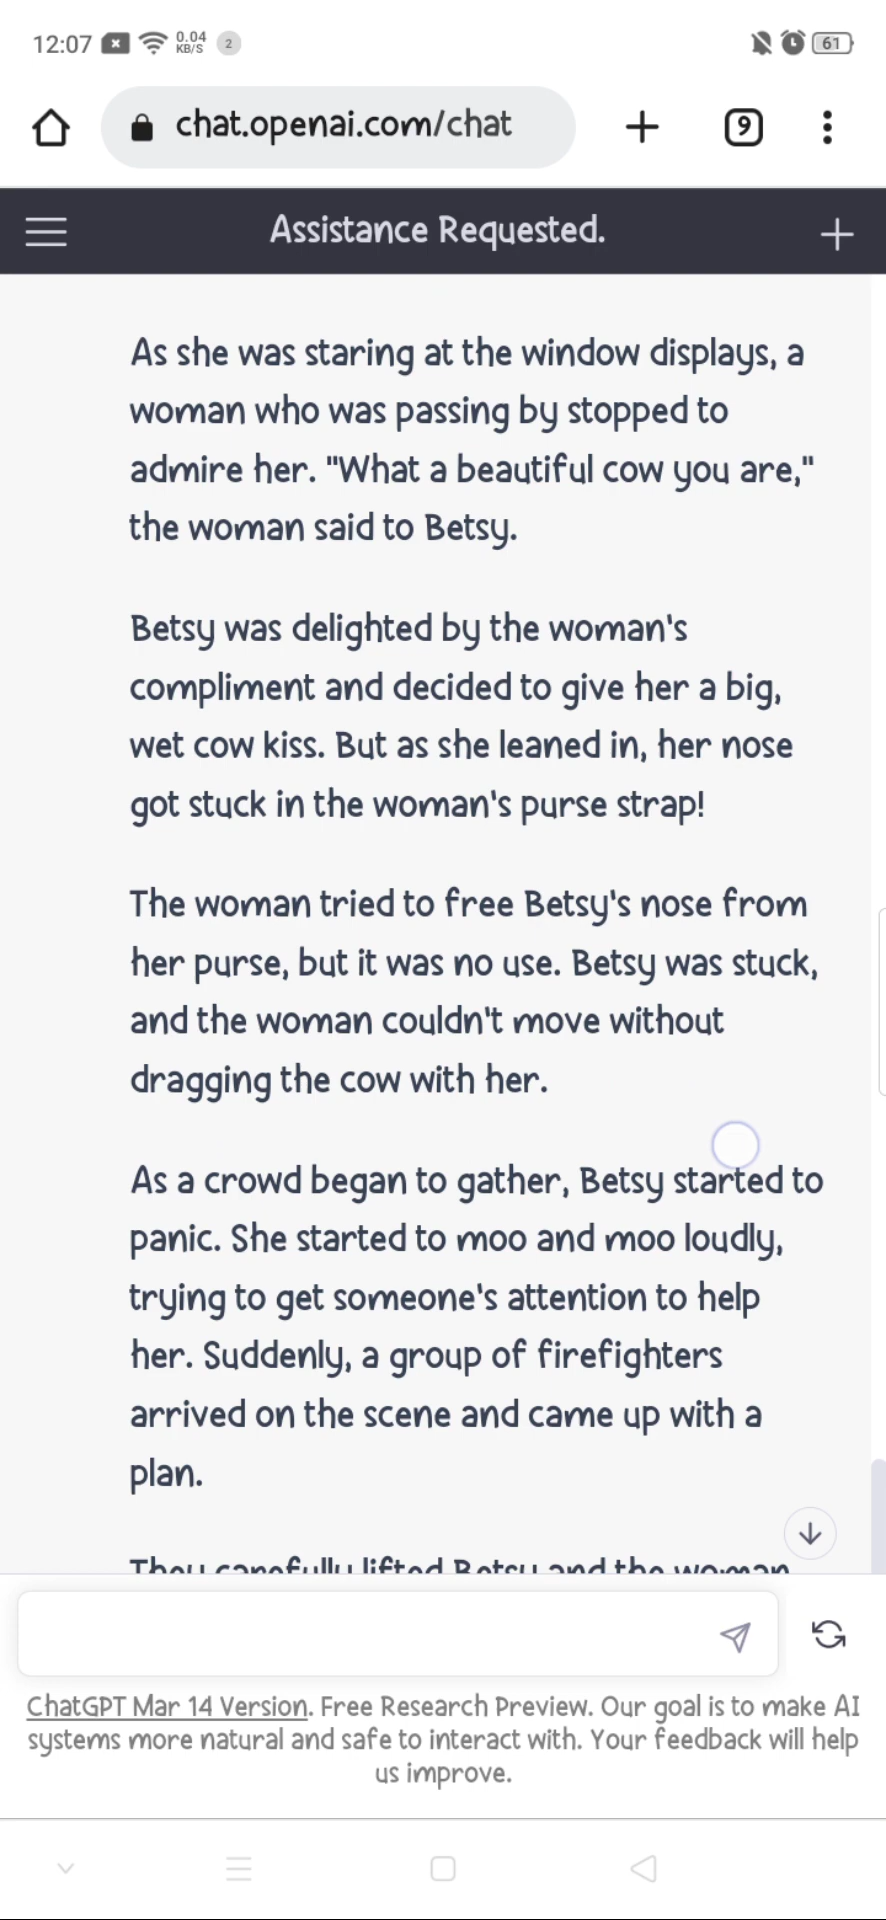 12:07 0.04 KB/S 2 61
chat.openai.com/chat 9
Assistance Requested.
As she was staring at the window displays, a
woman who was passing by stopped to
admire her. "What a beautiful cow you are,"
the woman said to Betsy.
Betsy was delighted by the woman's
compliment and decided to give her a big,
wet cow kiss. But as she leaned in, her nose
got stuck in the woman's purse strap!
The woman tried to free Betsy's nose from
her purse, but it was no use. Betsy was stuck,
and the woman couldn't move without
dragging the cow with her.
As a crowd began to gather, Betsy started to
panic. She started to moo and moo loudly,
trying to get someone's attention to help
her. Suddenly, a group of firefighters
arrived on the scene and came up with a
plan.
They carefully lifted Betsy and the woman
ChatGPT Mar 14 Version. Free Research Preview. Our goal is to make AI
systems more natural and safe to interact with. Your feedback will help
us improve.